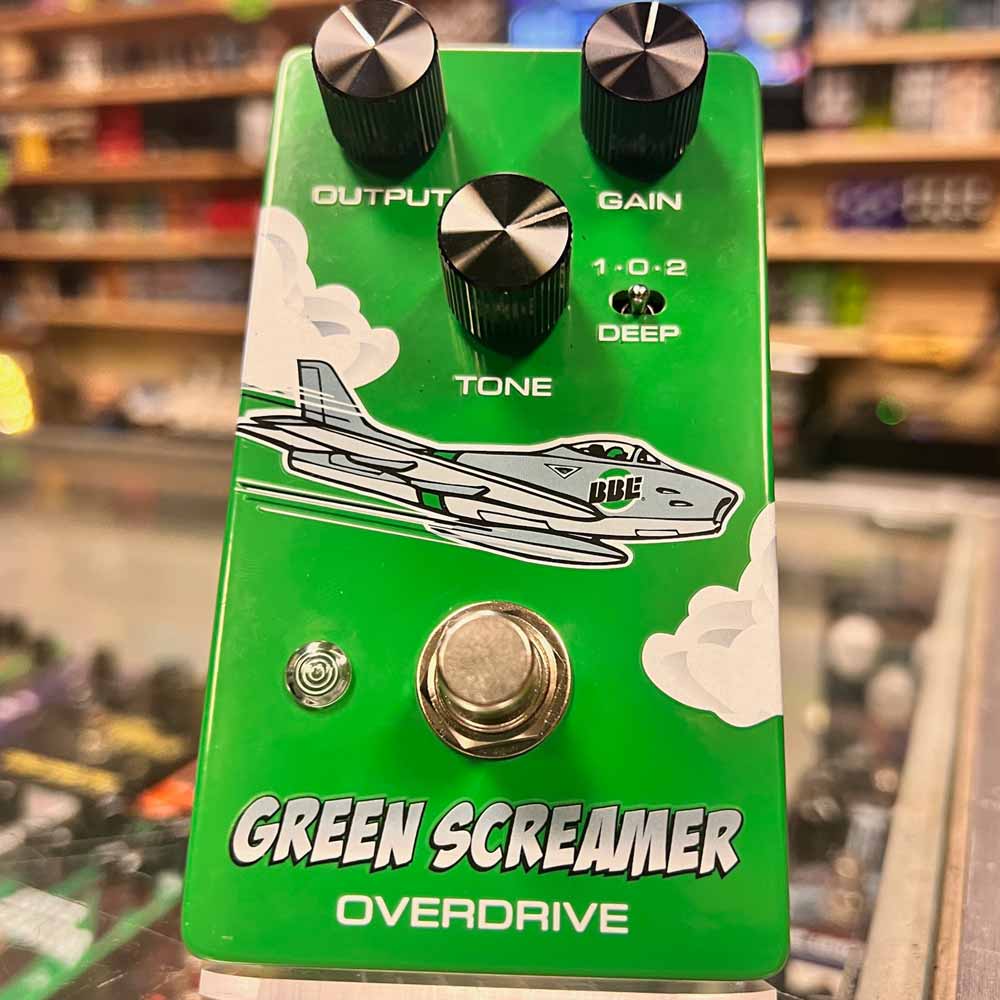 OUTPUT
GAIN
1·0·2
DEEP
TONE
BBE
GREEN SCREAMER
OVERDRIVE